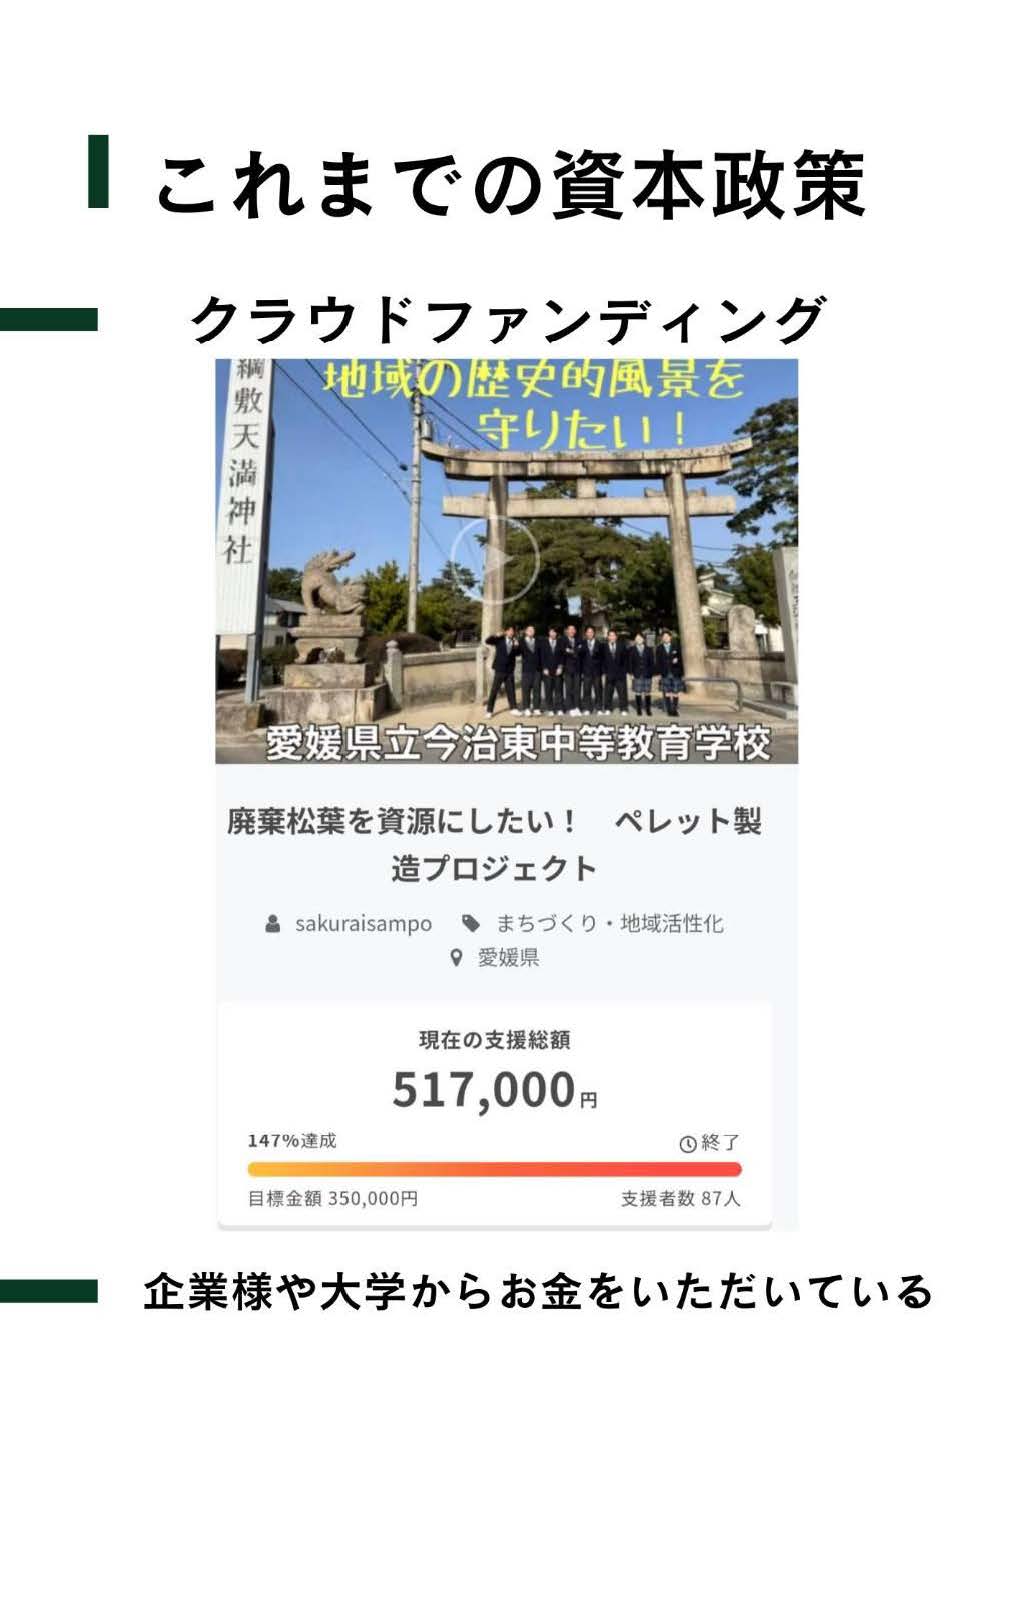 これまでの資本政策
クラウドファンディング
地域の歴史的風景を
守りたい！
綱敷天満神社
愛媛県立今治東中等教育学校
廃棄松葉を資源にしたい！　ペレット製
造プロジェクト
sakuraisampo　まちづくり・地域活性化
愛媛県
現在の支援総額
517,000円
147%達成　終了
目標金額 350,000円　支援者数 87人
企業様や大学からお金をいただいている